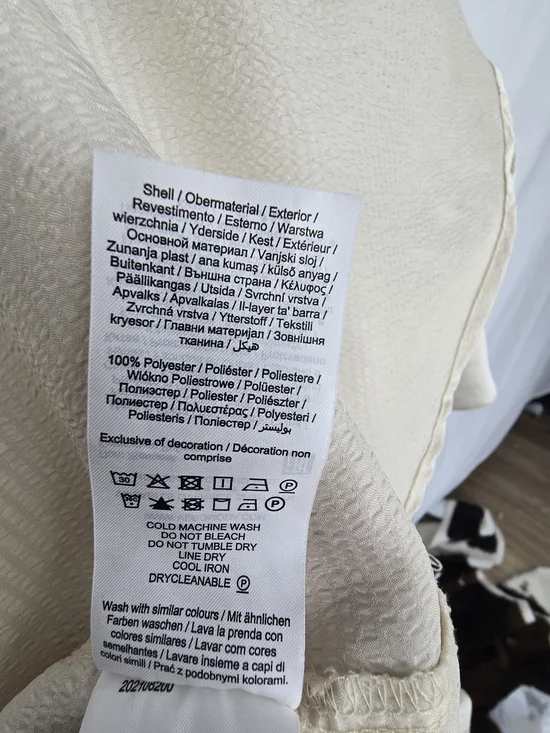 Shell / Obermaterial / Exterior /
Revestimento / Esterno / Warstwa
wierzchnia / Yderside / Kest / Extérieur /
Основной материал / Vanjski sloj /
Zunanja plast / ana kumaş / külső anyag /
Buitenkant / Външна страна / Κέλυφος /
Päällikangas / Utsida / Svrchní vrstva /
Apvalks / Apvalkalas / Il-layer ta' barra /
Zvrchná vrstva / Ytterstoff / Tekstili
kryesor / Главни материјал / Зовнішня
тканина / هيكل
100% Polyester / Poliéster / Poliestere /
Włókno Poliestrowe / Polüester /
Полиэстер / Poliester / Poliészter /
Полиестер / Πολυεστέρας / Polyesteri /
Poliesteris / Поліестер / بوليستر
Exclusive of decoration / Décoration non
comprise
30 P
P
COLD MACHINE WASH
DO NOT BLEACH
DO NOT TUMBLE DRY
LINE DRY
COOL IRON
DRYCLEANABLE P
Wash with similar colours / Mit ähnlichen
Farben waschen / Lava la prenda con
colores similares / Lavar com cores
semelhantes / Lavare insieme a capi di
colori simili / Prać z podobnymi kolorami.